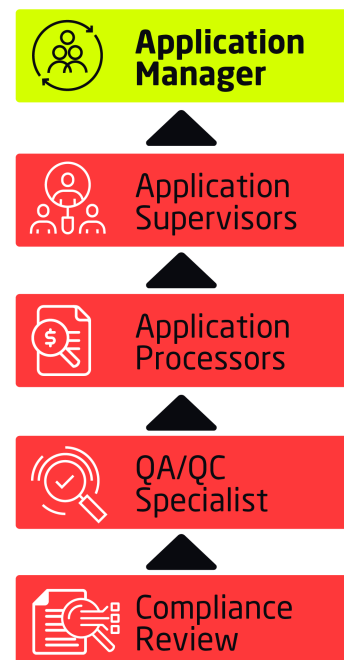 Application
Manager
Application
Supervisors
$
Application
Processors
QA/QC
Specialist
Compliance
Review